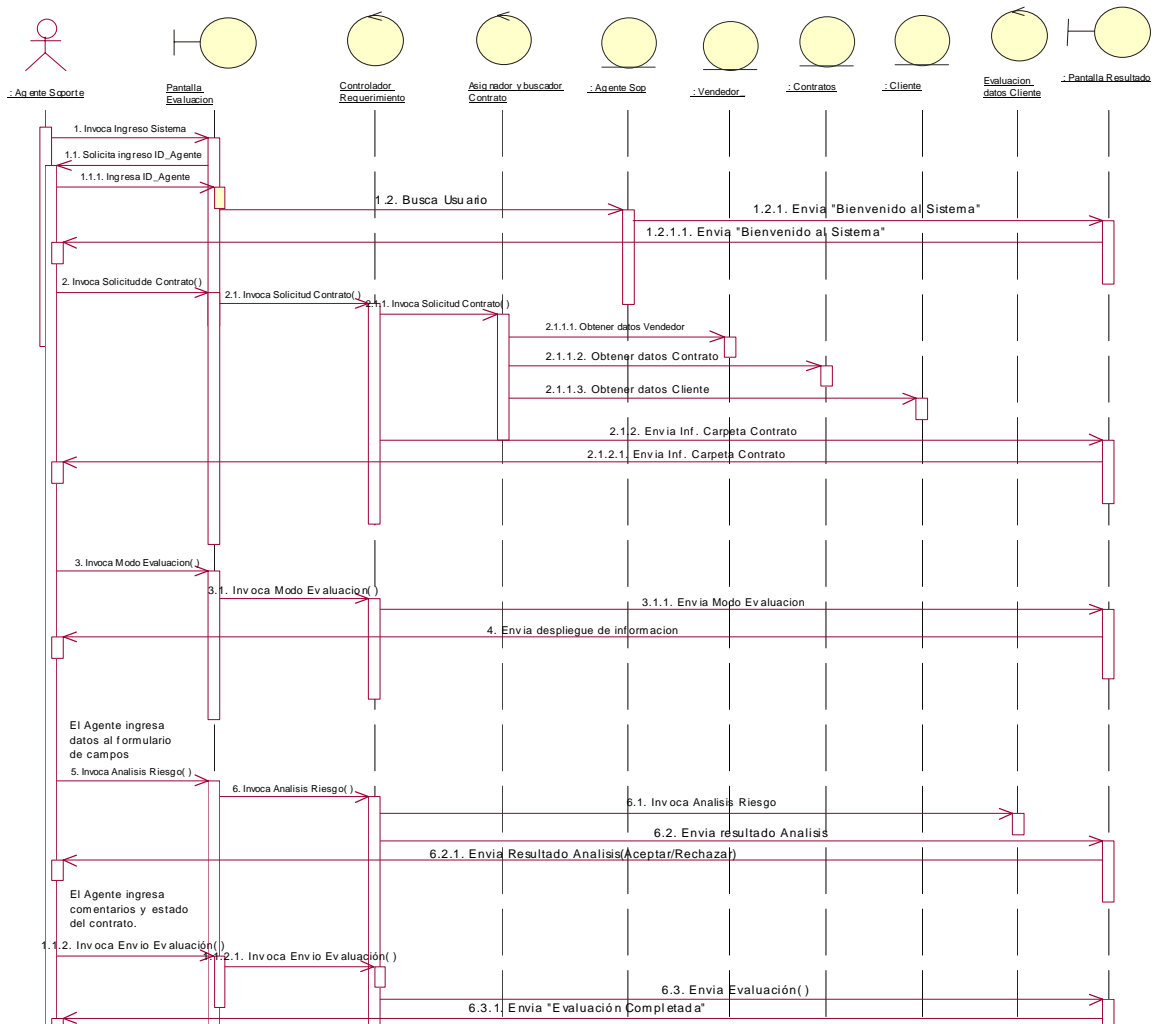 : Agente Soporte
Pantalla
Evaluacion
Controlador
Requerimiento
Asignador y buscador
Contrato
: Agente Sop
: Vendedor
: Contratos
: Cliente
Evaluacion
datos Cliente
: Pantalla Resultado
1. Invoca Ingreso Sistema
1.1. Solicita ingreso ID_Agente
1.1.1. Ingresa ID_Agente
1.2. Busca Usuario
1.2.1. Envia "Bienvenido al Sistema"
1.2.1.1. Envia "Bienvenido al Sistema"
2. Invoca Solicitud de Contrato( )
2.1. Invoca Solicitud Contrato( )
2.1.1. Invoca Solicitud Contrato( )
2.1.1.1. Obtener datos Vendedor
2.1.1.2. Obtener datos Contrato
2.1.1.3. Obtener datos Cliente
2.1.2. Envia Inf. Carpeta Contrato
2.1.2.1. Envia Inf. Carpeta Contrato
3. Invoca Modo Evaluacion( )
3.1. Invoca Modo Evaluacion( )
3.1.1. Envia Modo Evaluacion
4. Envia despliegue de informacion
El Agente ingresa
datos al formulario
de campos
5. Invoca Analisis Riesgo( )
6. Invoca Analisis Riesgo( )
6.1. Invoca Analisis Riesgo
6.2. Envia resultado Analisis
6.2.1. Envia Resultado Analisis(Aceptar/Rechazar)
El Agente ingresa
comentarios y estado
del contrato.
1.1.2. Invoca Envio Evaluación( )
1.1.2.1. Invoca Envio Evaluación( )
6.3. Envia Evaluación( )
6.3.1. Envia "Evaluación Completada"